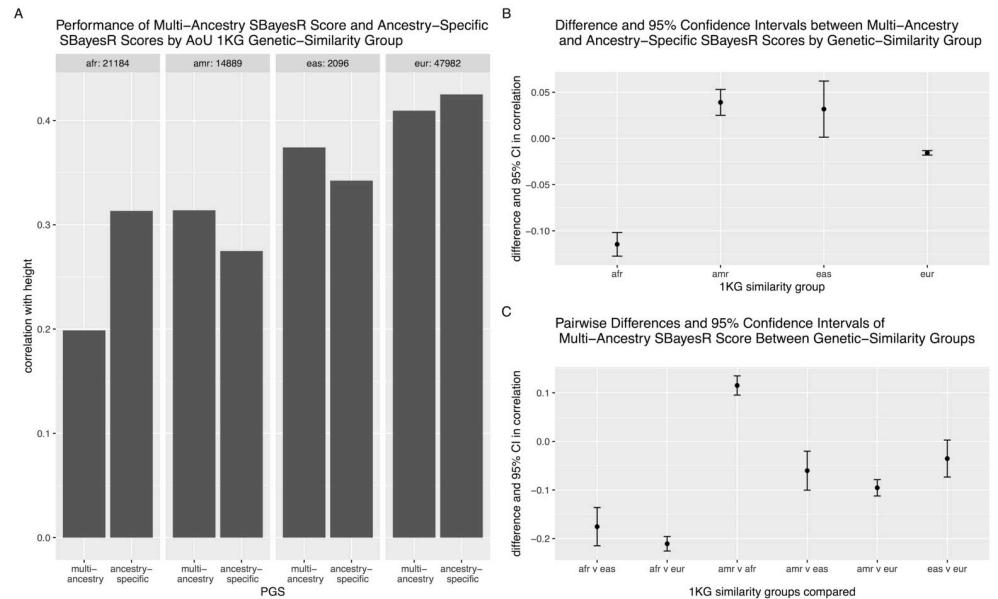 A
Performance of Multi−Ancestry SBayesR Score and Ancestry−Specific
SBayesR Scores by AoU 1KG Genetic−Similarity Group
afr: 21184
amr: 14889
eas: 2096
eur: 47982
correlation with height
0.4
0.3
0.2
0.1
0.0
multi−
ancestry
ancestry−
specific
multi−
ancestry
ancestry−
specific
multi−
ancestry
ancestry−
specific
multi−
ancestry
ancestry−
specific
PGS
B
Difference and 95% Confidence Intervals between Multi−Ancestry
and Ancestry−Specific SBayesR Scores by Genetic−Similarity Group
difference and 95% CI in correlation
0.05
0.00
−0.05
−0.10
afr
amr
eas
eur
1KG similarity group
C
Pairwise Differences and 95% Confidence Intervals of
Multi−Ancestry SBayesR Score Between Genetic−Similarity Groups
difference and 95% CI in correlation
0.1
0.0
−0.1
−0.2
afr v eas
afr v eur
amr v afr
amr v eas
amr v eur
eas v eur
1KG similarity groups compared